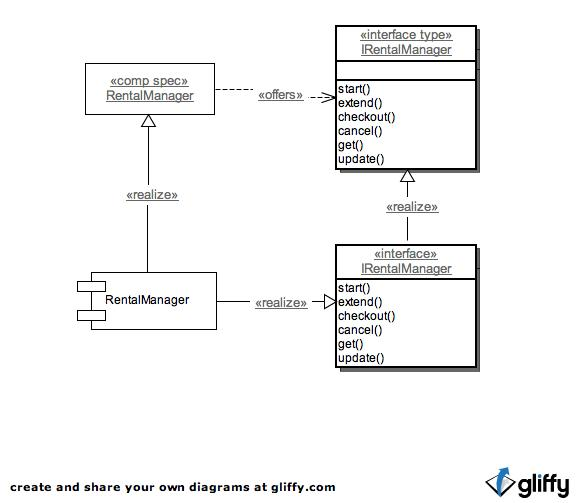 «interface type»
IRentalManager
start()
extend()
checkout()
cancel()
get()
update()
«comp spec»
RentalManager
«offers»
«realize»
«realize»
«interface»
IRentalManager
start()
extend()
checkout()
cancel()
get()
update()
RentalManager
«realize»
create and share your own diagrams at gliffy.com
gliffy